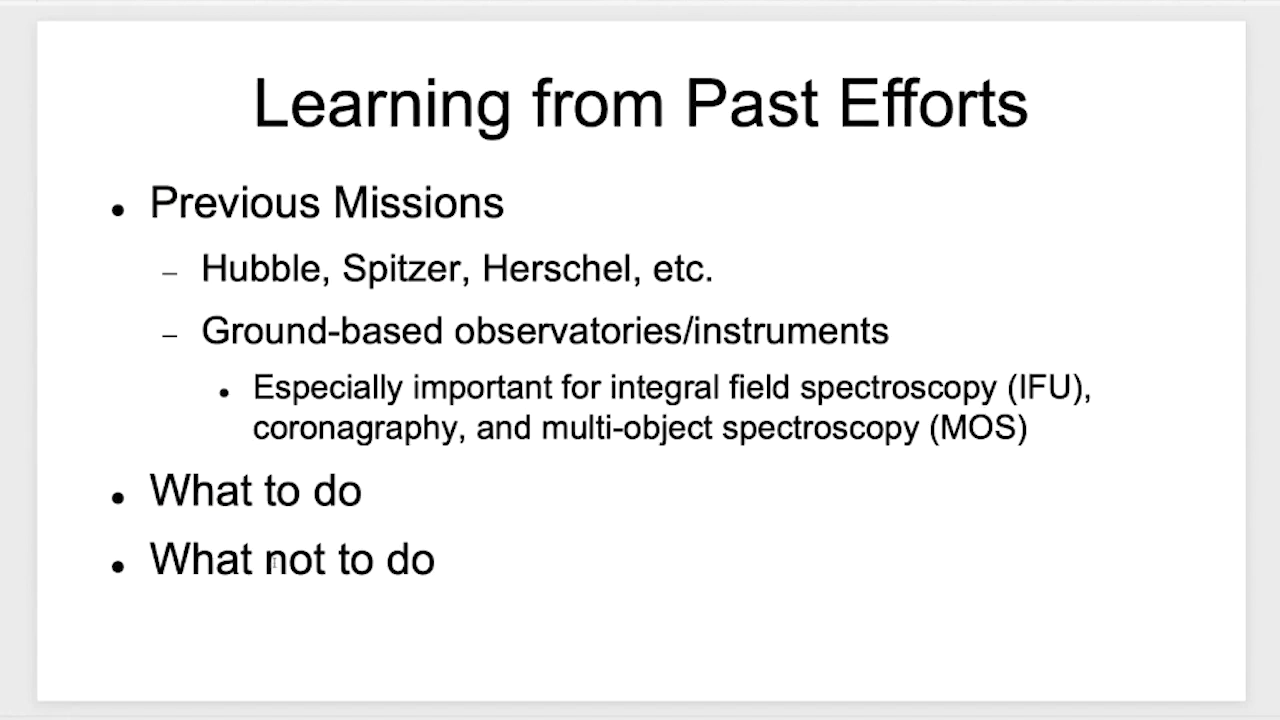 Learning from Past Efforts
• Previous Missions
– Hubble, Spitzer, Herschel, etc.
– Ground-based observatories/instruments
• Especially important for integral field spectroscopy (IFU),
coronagraphy, and multi-object spectroscopy (MOS)
• What to do
• What not to do